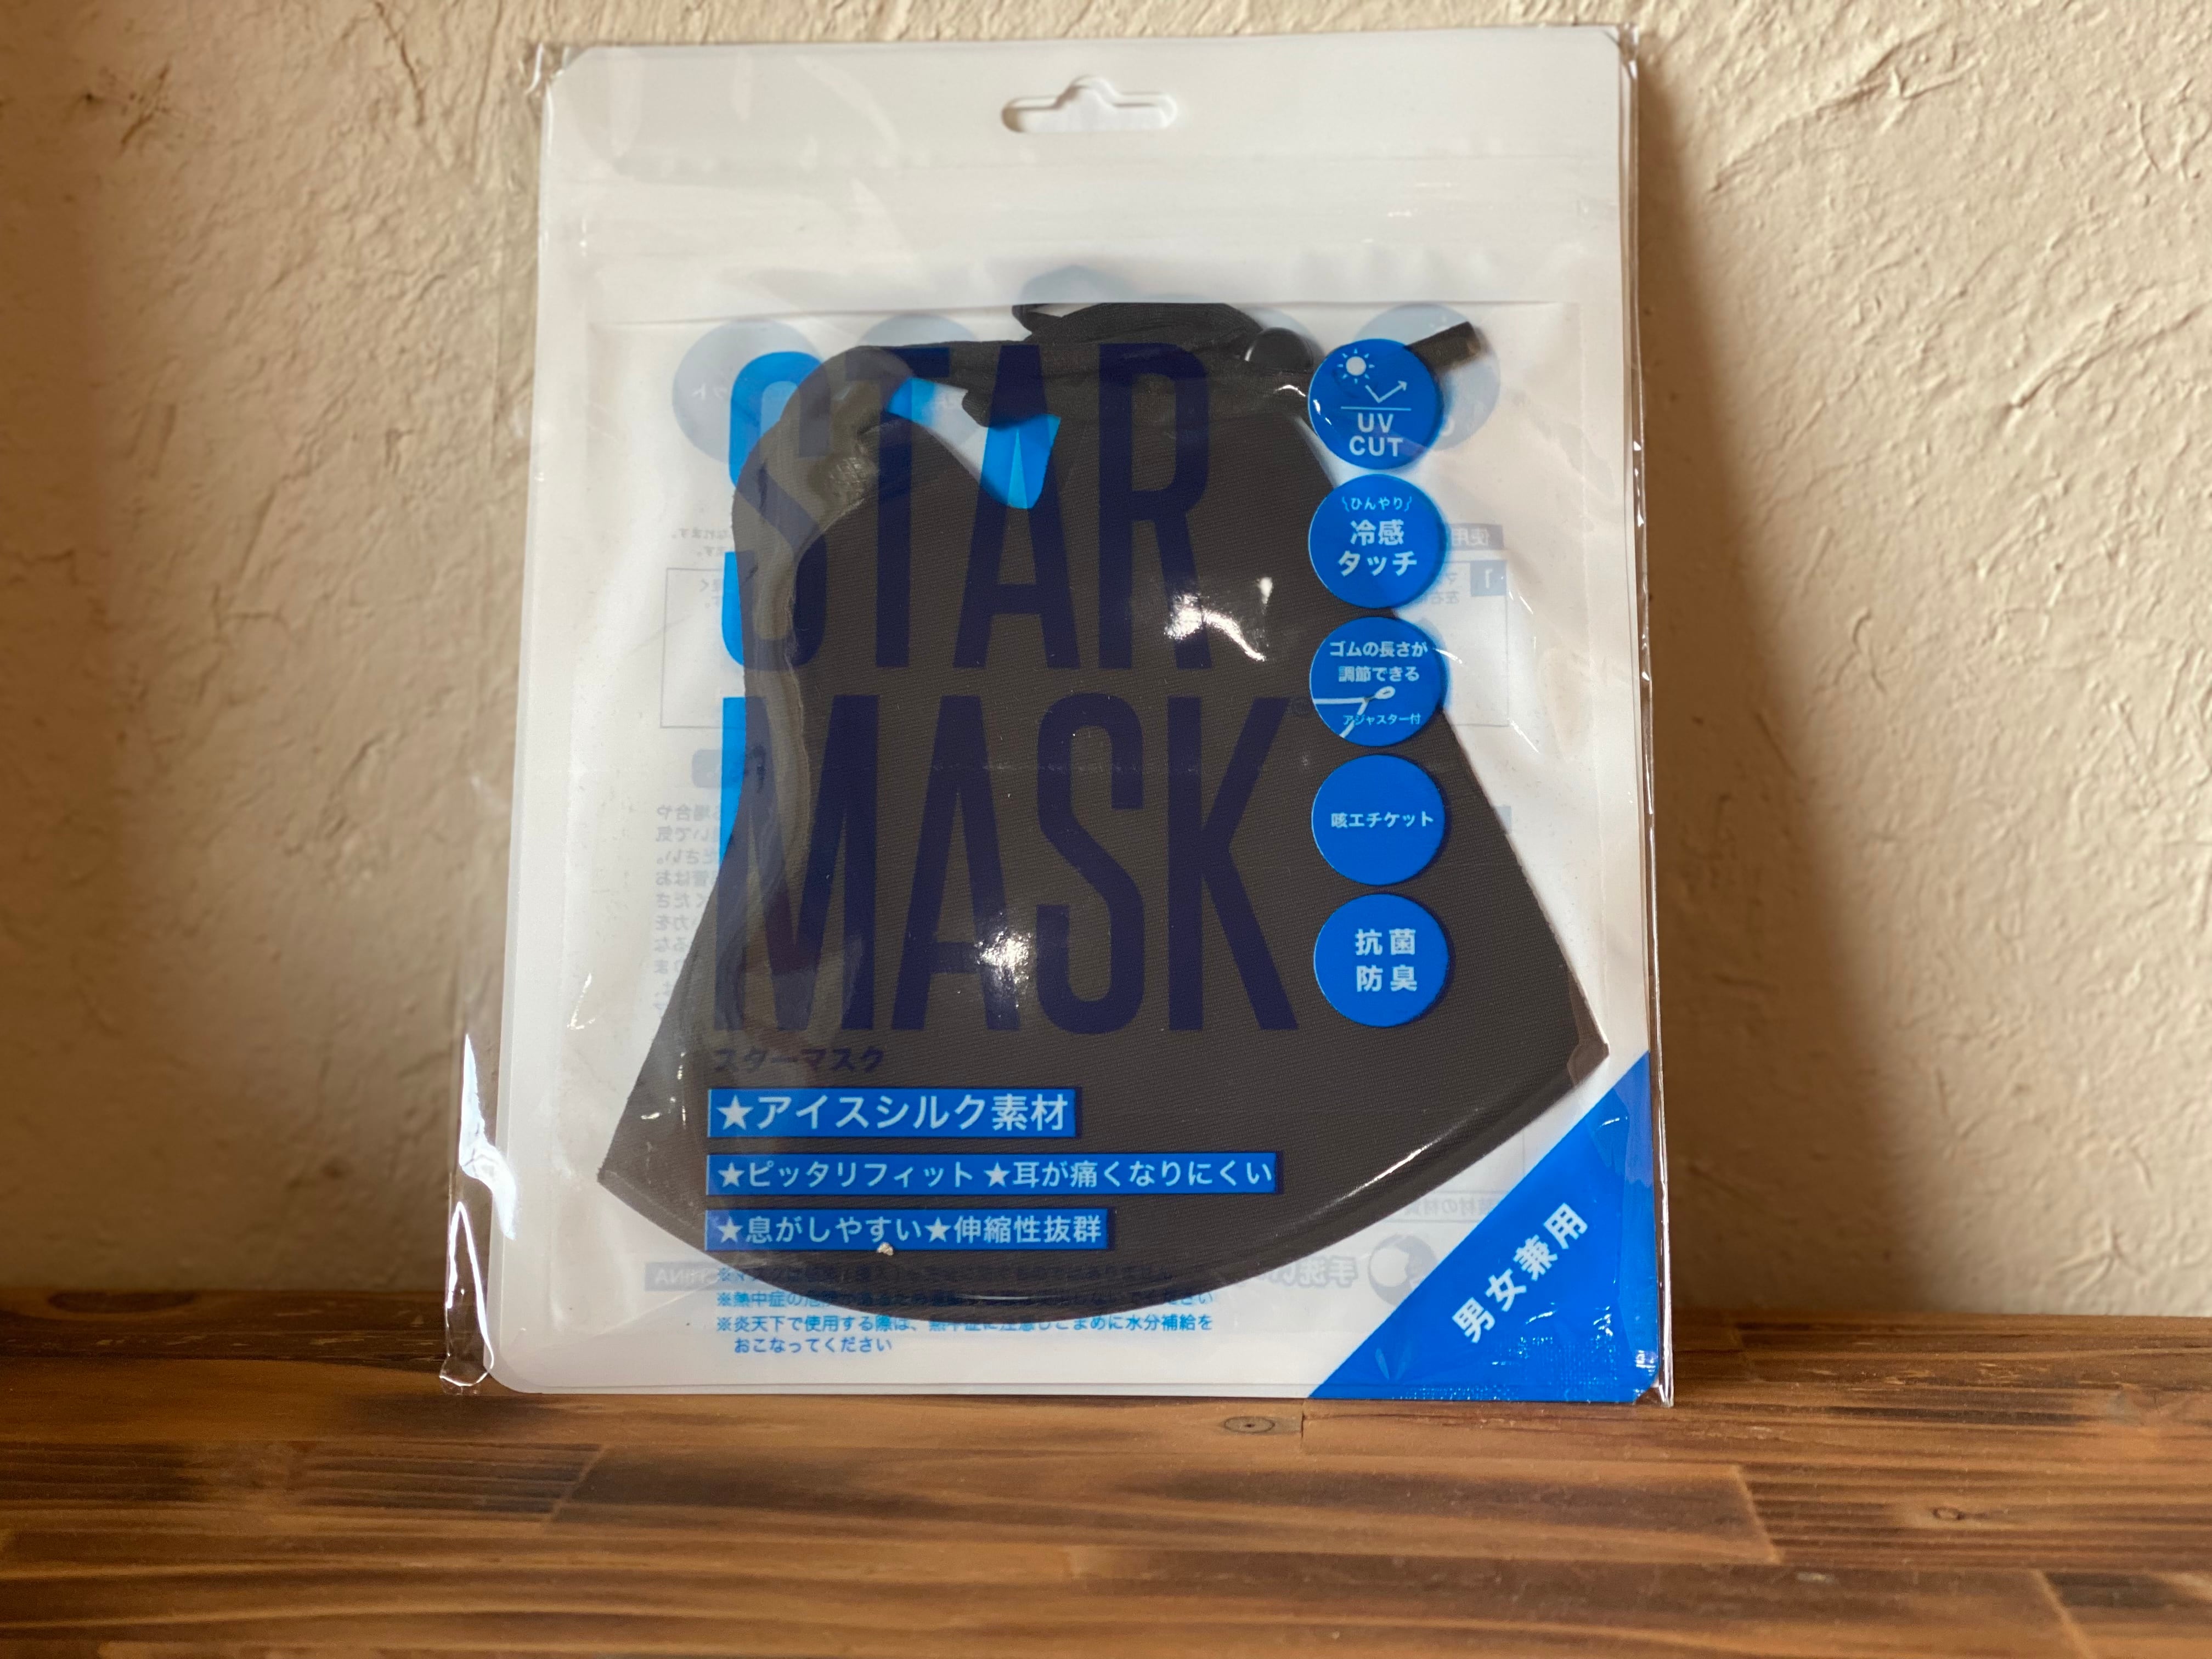 STAR
MASK
スターマスク
UV
CUT
ひんやり
冷感
タッチ
ゴムの長さが
調節できる
アジャスター付
咳エチケット
抗菌
防臭
★アイスシルク素材
★ピッタリフィット ★耳が痛くなりにくい
★息がしやすい★伸縮性抜群
※熱中症の
※炎天下で使用する際は、熱中症に注意しこまめに水分補給を
おこなってください
男女兼用